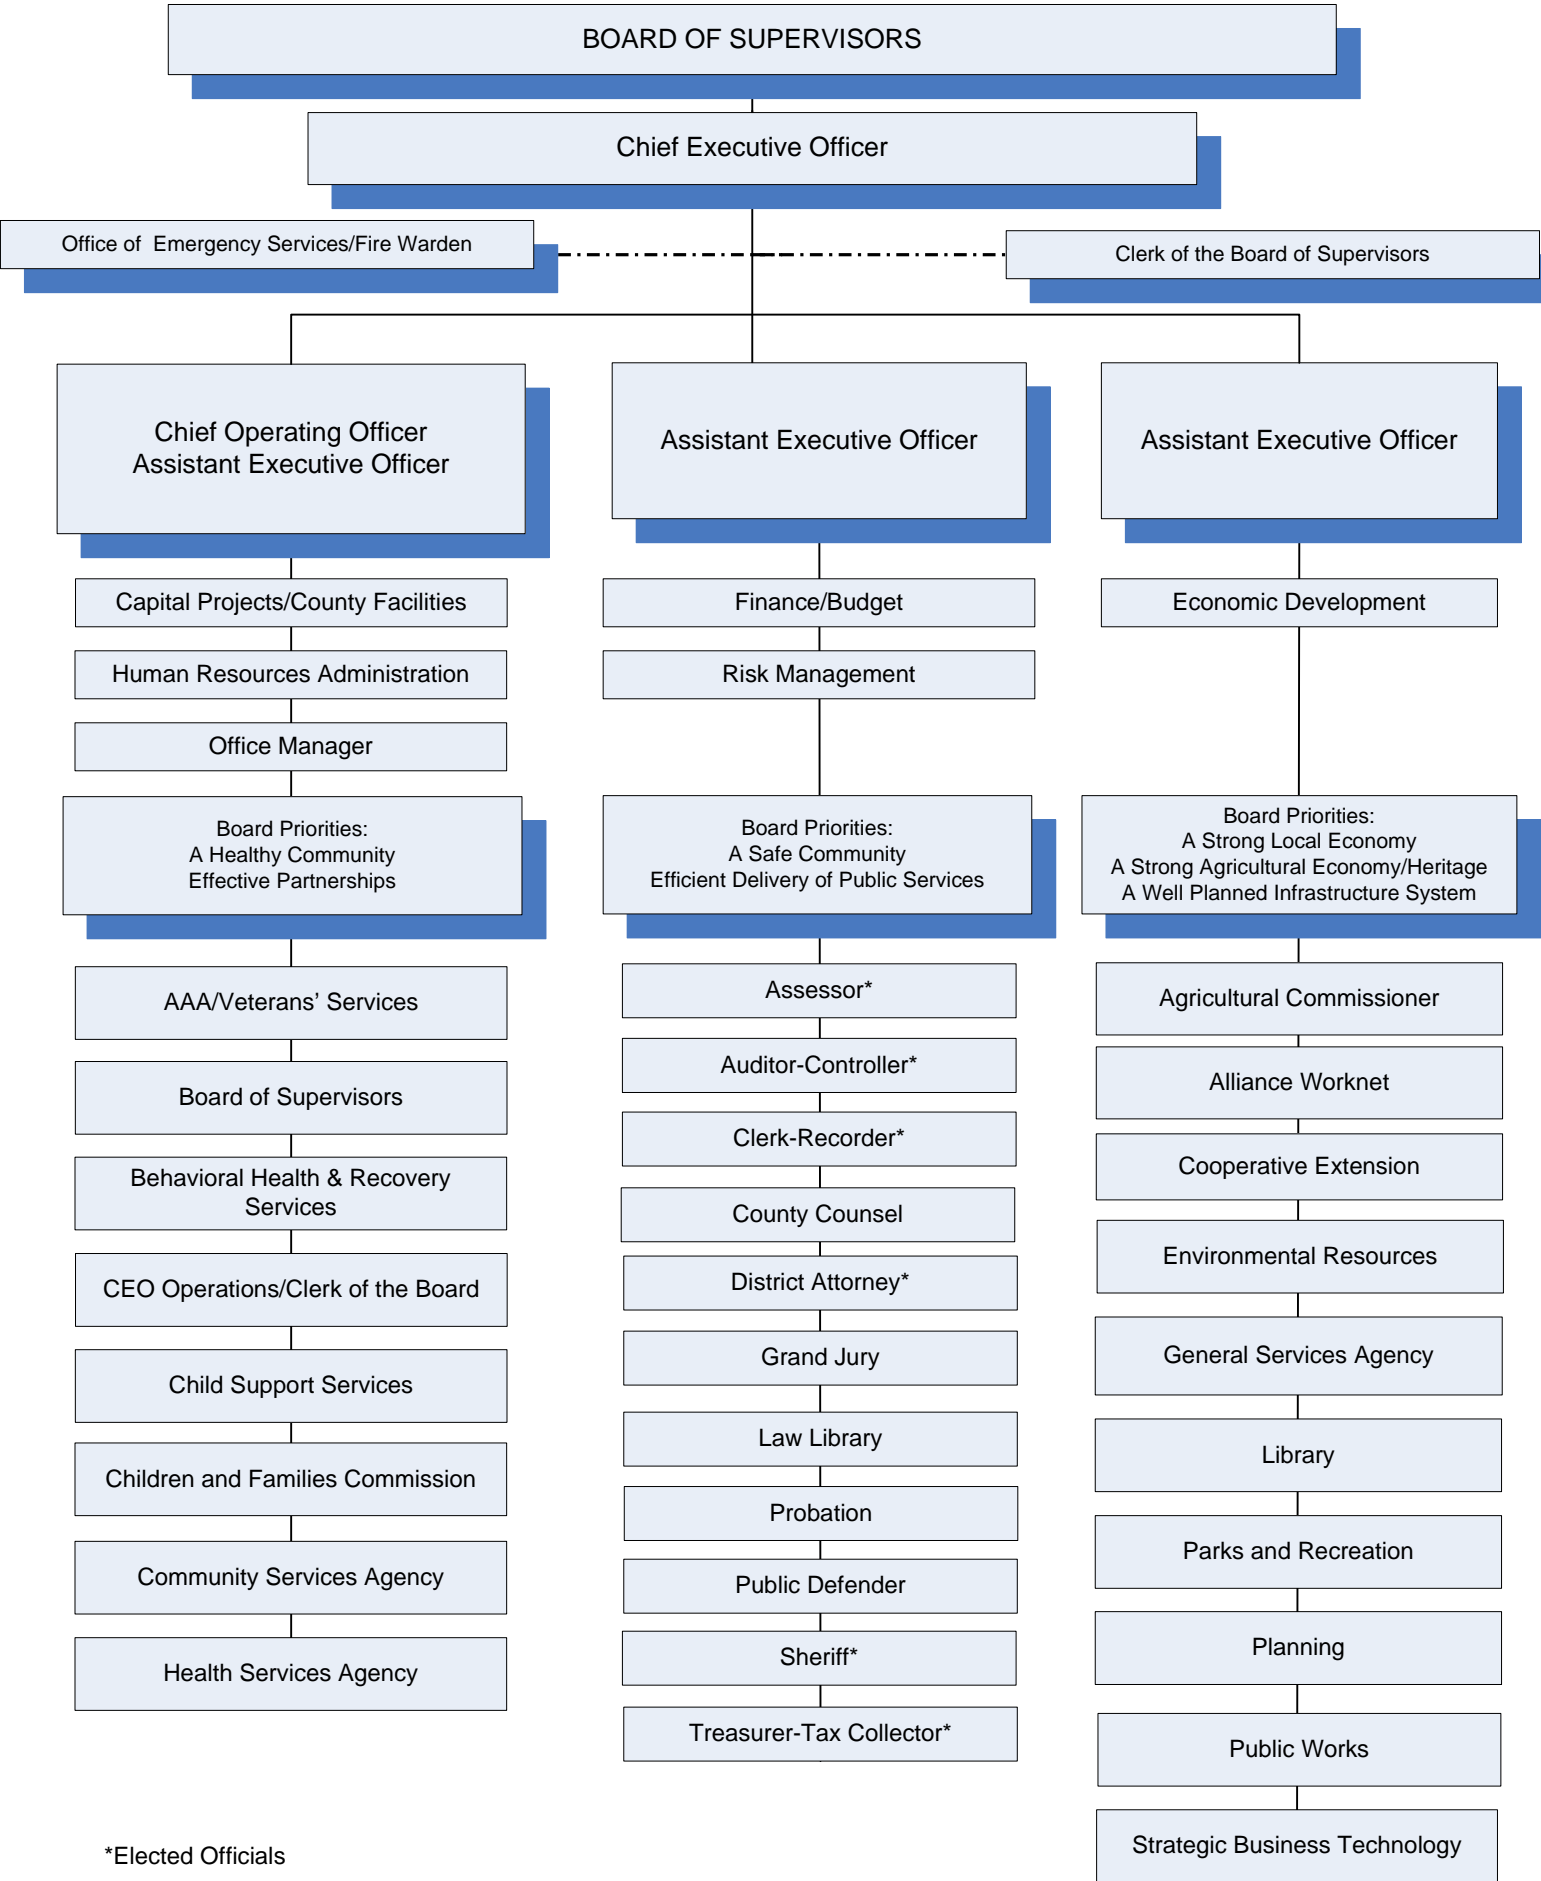 BOARD OF SUPERVISORS
Chief Executive Officer
Office of  Emergency Services/Fire Warden
Clerk of the Board of Supervisors
Chief Operating Officer
Assistant Executive Officer
Assistant Executive Officer
Assistant Executive Officer
Capital Projects/County Facilities
Human Resources Administration
Office Manager
Board Priorities:
A Healthy Community
Effective Partnerships
AAA/Veterans’ Services
Board of Supervisors
Behavioral Health & Recovery
Services
CEO Operations/Clerk of the Board
Child Support Services
Children and Families Commission
Community Services Agency
Health Services Agency
Finance/Budget
Risk Management
Board Priorities:
A Safe Community
Efficient Delivery of Public Services
Assessor*
Auditor-Controller*
Clerk-Recorder*
County Counsel
District Attorney*
Grand Jury
Law Library
Probation
Public Defender
Sheriff*
Treasurer-Tax Collector*
Economic Development
Board Priorities:
A Strong Local Economy
A Strong Agricultural Economy/Heritage
A Well Planned Infrastructure System
Agricultural Commissioner
Alliance Worknet
Cooperative Extension
Environmental Resources
General Services Agency
Library
Parks and Recreation
Planning
Public Works
Strategic Business Technology
*Elected Officials